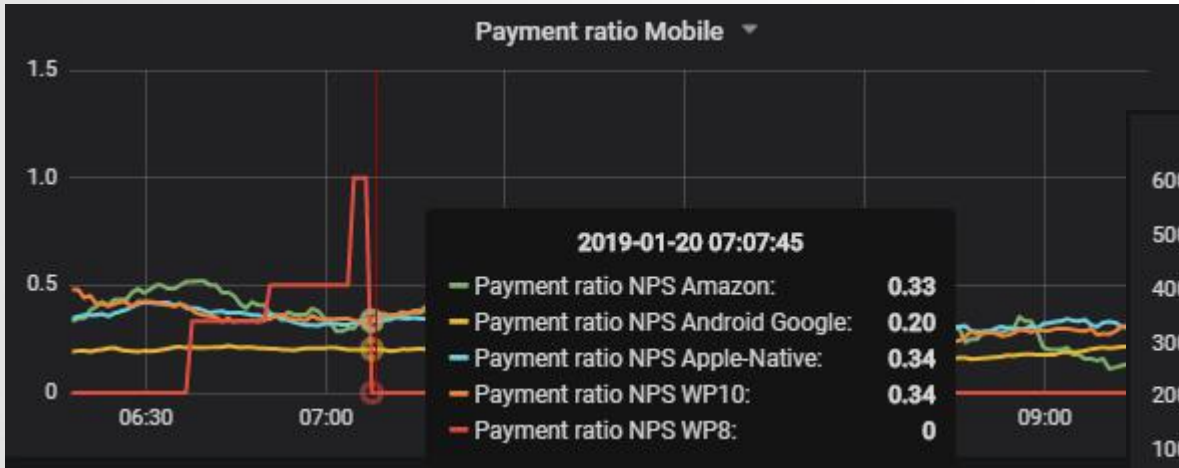 Payment ratio Mobile
1.5
1.0
0.5
0
06:30
07:00
09:00
2019-01-20 07:07:45
Payment ratio NPS Amazon: 0.33
Payment ratio NPS Android Google: 0.20
Payment ratio NPS Apple-Native: 0.34
Payment ratio NPS WP10: 0.34
Payment ratio NPS WP8: 0